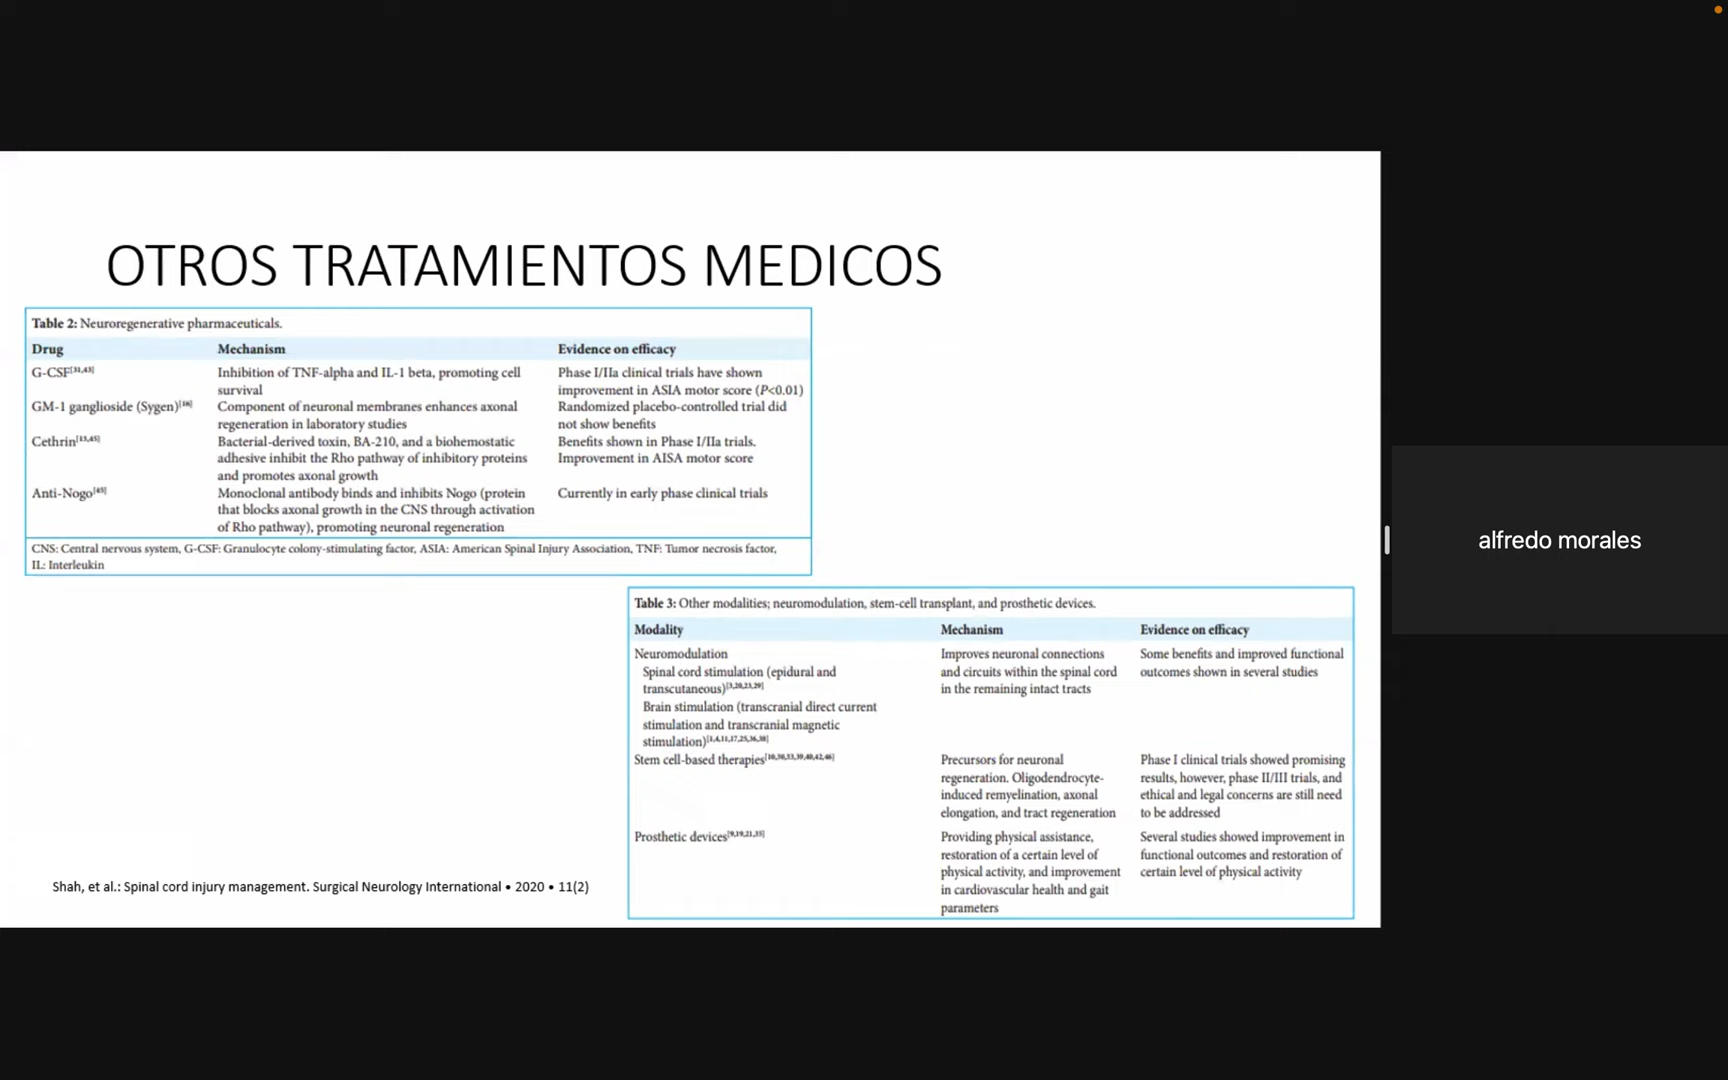 OTROS TRATAMIENTOS MEDICOS
Table 2: Neuroregenerative pharmaceuticals.
Drug Mechanism Evidence on efficacy
G-CSF[31,43] Inhibition of TNF-alpha and IL-1 beta, promoting cell Phase I/IIa clinical trials have shown
survival improvement in ASIA motor score (P<0.01)
GM-1 ganglioside (Sygen) Component of neuronal membranes enhances axonal Randomized placebo-controlled trial did
regeneration in laboratory studies not show benefits
Cethrin Bacterial-derived toxin, BA-210, and a biohemostatic Benefits shown in Phase I/IIa trials.
adhesive inhibit the Rho pathway of inhibitory proteins Improvement in AISA motor score
and promotes axonal growth
Anti-Nogo Monoclonal antibody binds and inhibits Nogo (protein Currently in early phase clinical trials
that blocks axonal growth in the CNS through activation
of Rho pathway), promoting neuronal regeneration
CNS: Central nervous system, G-CSF: Granulocyte colony-stimulating factor, ASIA: American Spinal Injury Association, TNF: Tumor necrosis factor,
IL: Interleukin
Table 3: Other modalities; neuromodulation, stem-cell transplant, and prosthetic devices.
Modality Mechanism Evidence on efficacy
Neuromodulation Improves neuronal connections Some benefits and improved functional
Spinal cord stimulation (epidural and and circuits within the spinal cord outcomes shown in several studies
transcutaneous)[3,20,23,29] in the remaining intact tracts
Brain stimulation (transcranial direct current
stimulation and transcranial magnetic
stimulation)
Stem cell-based therapies Precursors for neuronal Phase I clinical trials showed promising
regeneration. Oligodendrocyte- results, however, phase II/III trials, and
induced remyelination, axonal ethical and legal concerns are still need
elongation, and tract regeneration to be addressed
Prosthetic devices Providing physical assistance, Several studies showed improvement in
restoration of a certain level of functional outcomes and restoration of
physical activity, and improvement certain level of physical activity
in cardiovascular health and gait
parameters
Shah, et al.: Spinal cord injury management. Surgical Neurology International • 2020 • 11(2)
alfredo morales